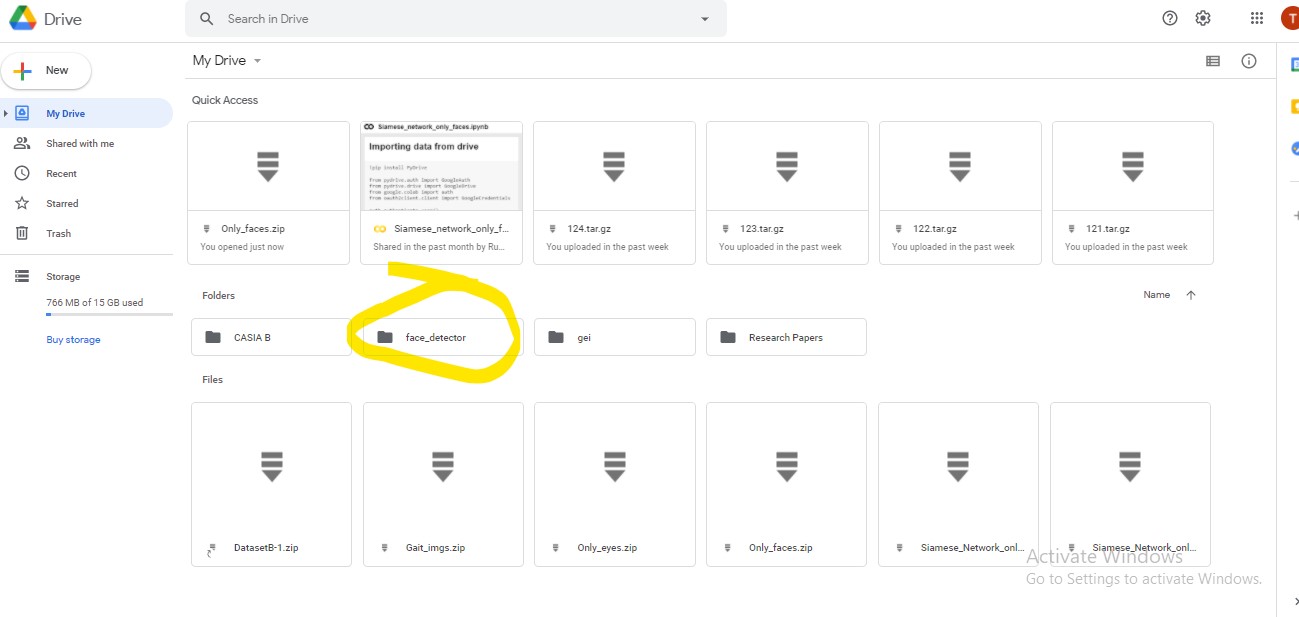 Drive
Search in Drive
T
New
My Drive
My Drive
Shared with me
Recent
Starred
Trash
Storage
766 MB of 15 GB used
Buy storage
Quick Access
Siamese_network_only_faces.ipynb
Importing data from drive
!pip install PyDrive
from pydrive.auth import GoogleAuth
from pydrive.drive import GoogleDrive
from google.colab import auth
from oauth2client.client import GoogleCredentials
Only_faces.zip
You opened just now
Siamese_network_only_f...
Shared in the past month by Ru...
124.tar.gz
You uploaded in the past week
123.tar.gz
You uploaded in the past week
122.tar.gz
You uploaded in the past week
121.tar.gz
You uploaded in the past week
Folders
Name
CASIA B
face_detector
gei
Research Papers
Files
DatasetB-1.zip
Gait_imgs.zip
Only_eyes.zip
Only_faces.zip
Siamese_Network_onl...
Siamese_Network_onl...
Activate Windows
Go to Settings to activate Windows.